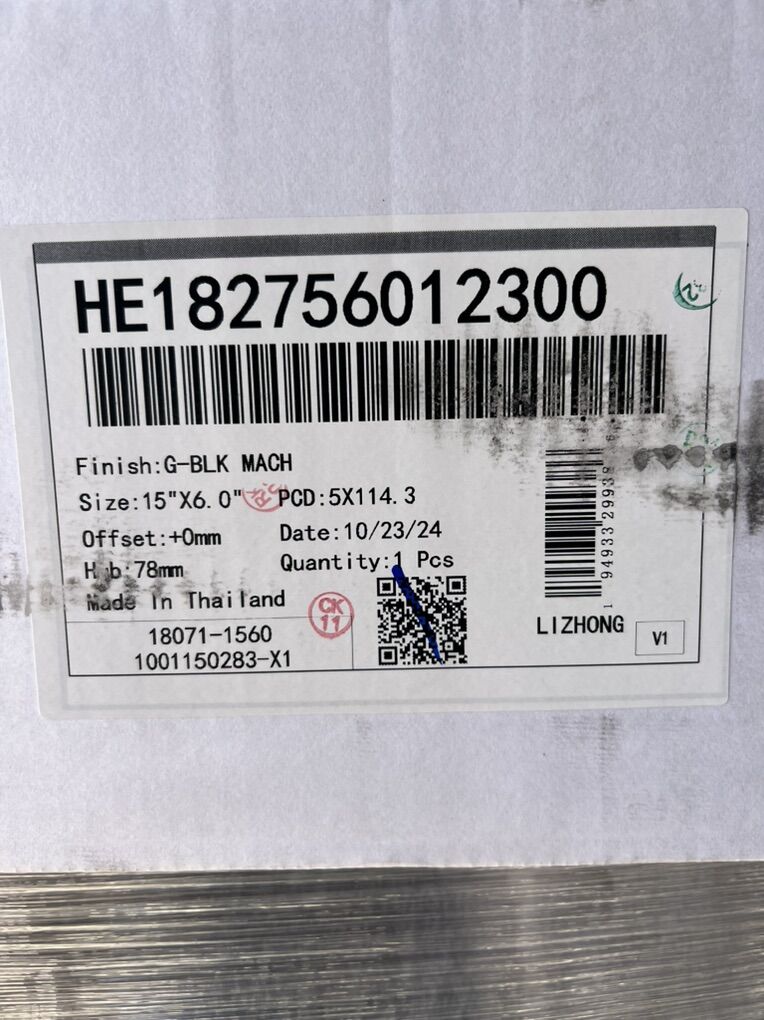 HE182756012300
Finish:G-BLK MACH
Size:15"X6.0" PCD:5X114.3
Offset:+0mm Date:10/23/24
Hub:78mm Quantity:1 Pcs
Made In Thailand
CK
11
18071-1560
1001150283-X1
LIZHONG
V1